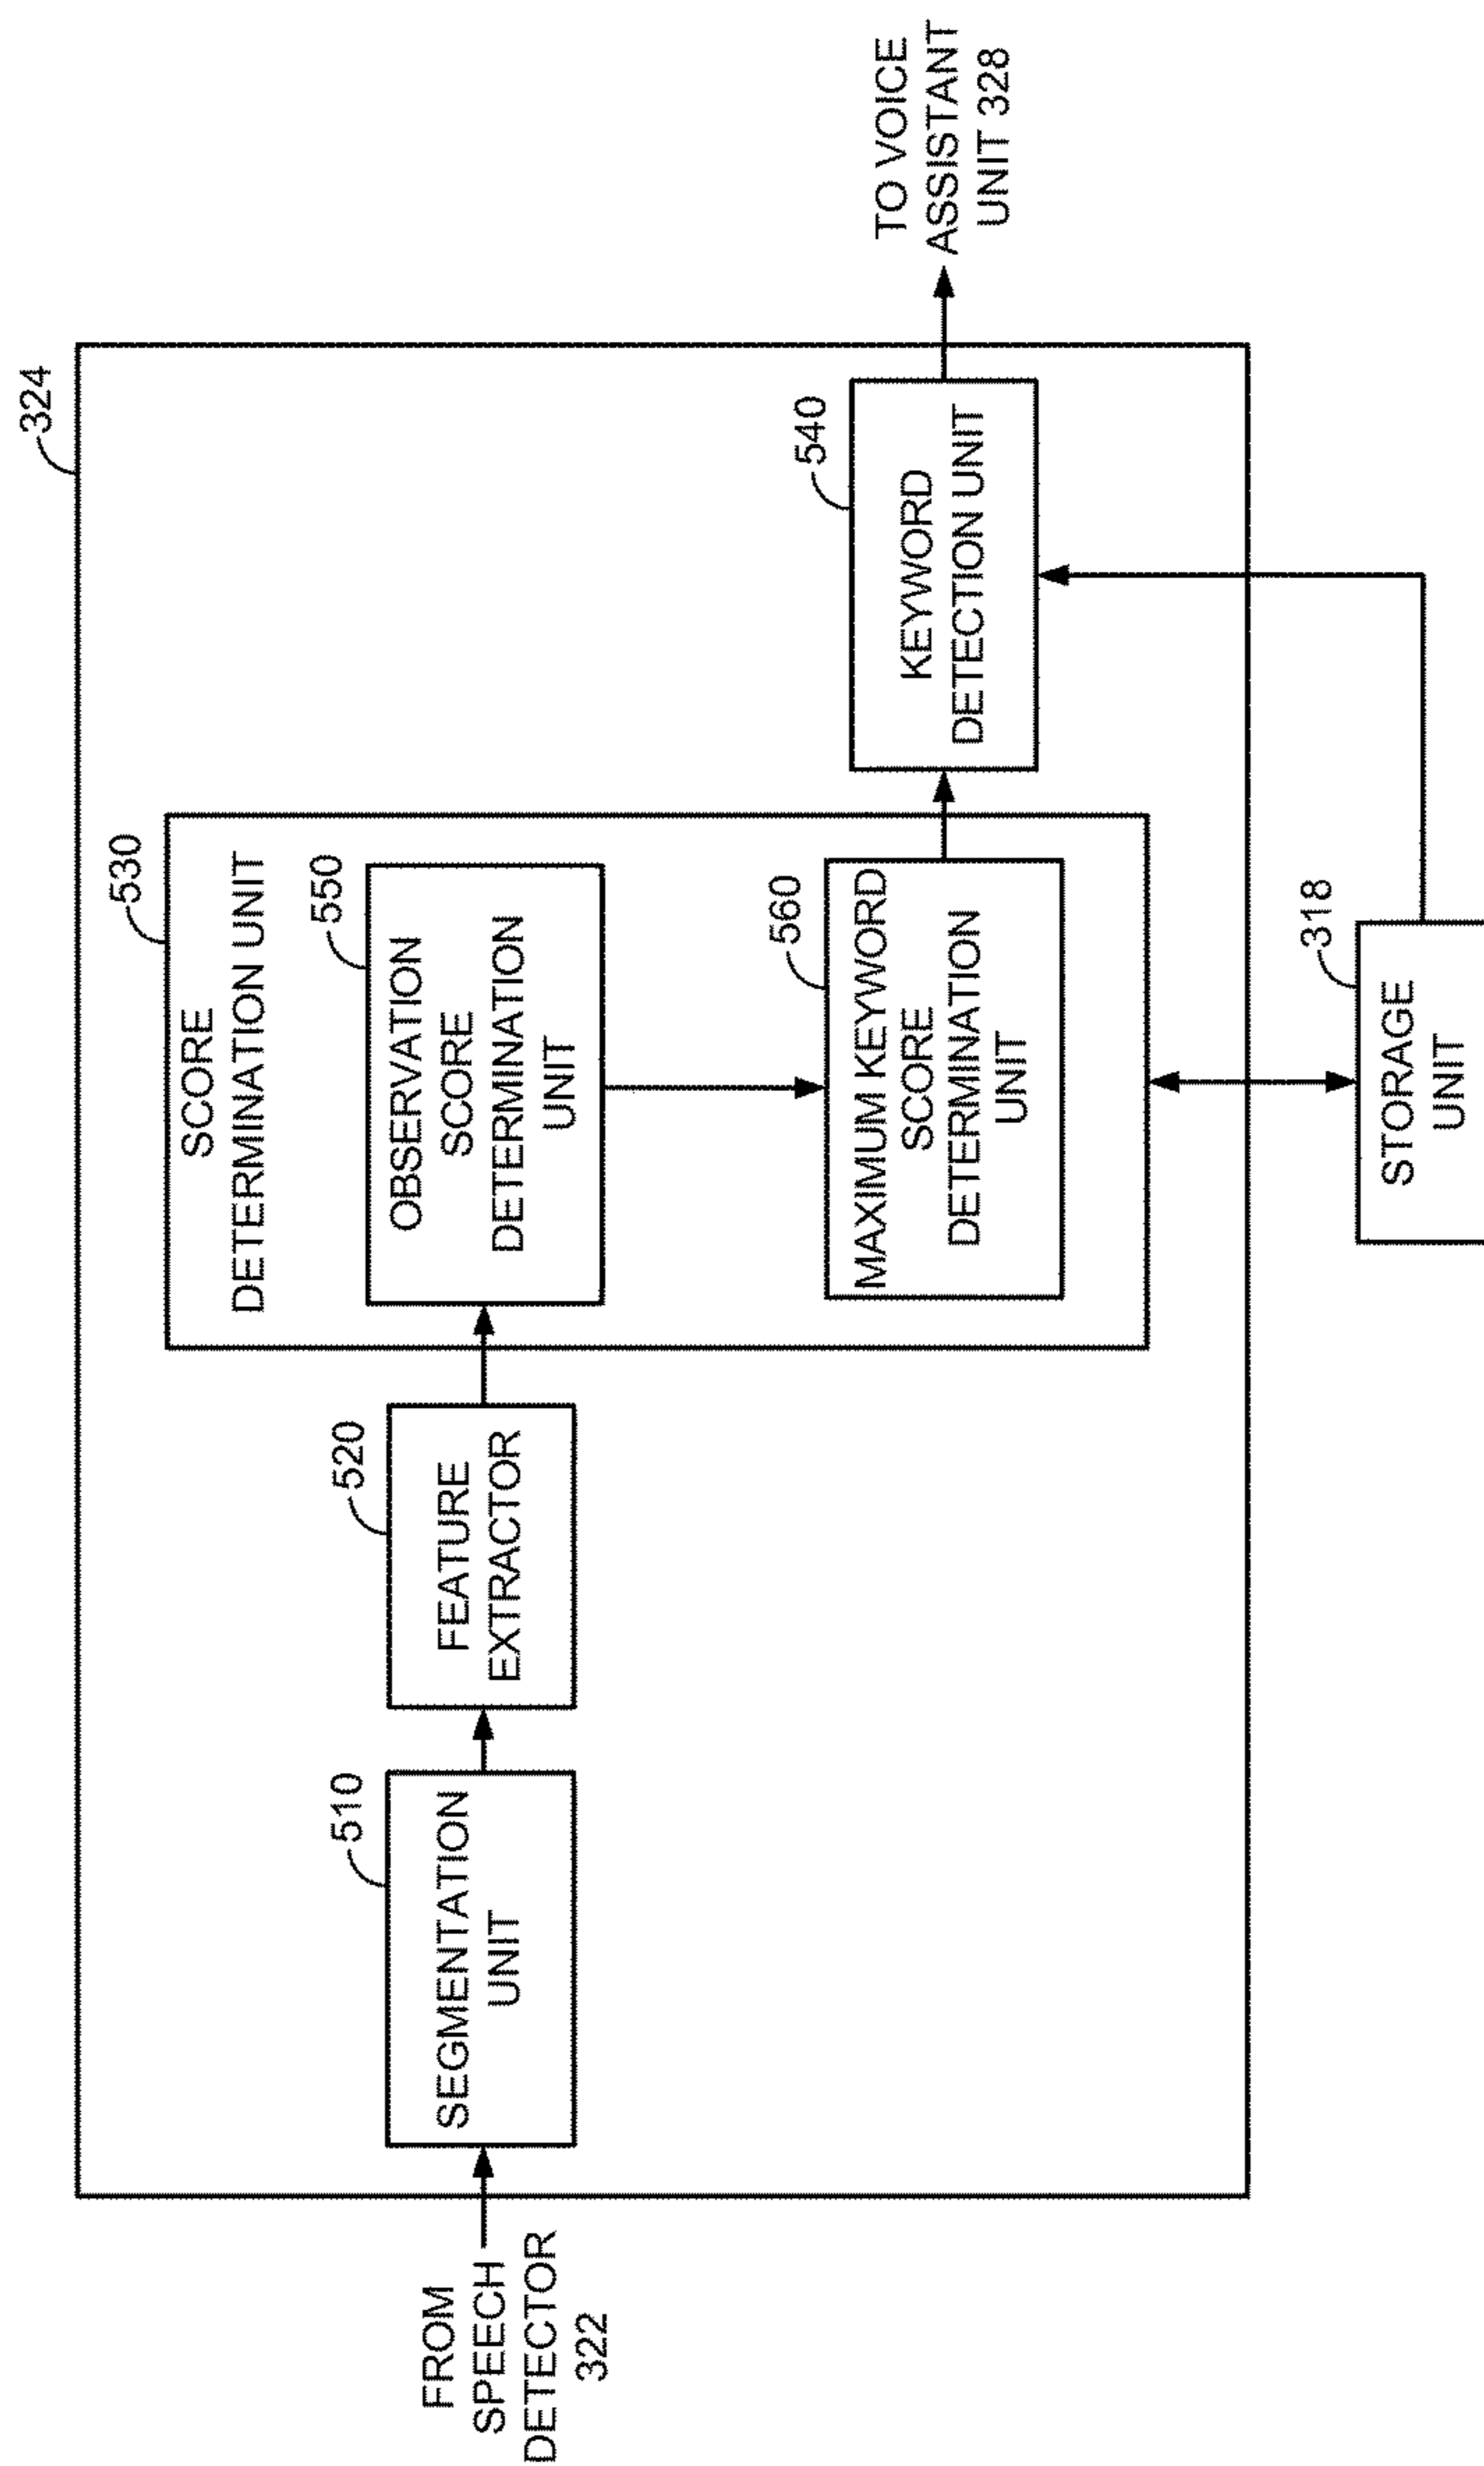 324
530
SCORE
DETERMINATION UNIT
FROM
SPEECH
DETECTOR
322
510
SEGMENTATION
UNIT
520
FEATURE
EXTRACTOR
550
OBSERVATION
SCORE
DETERMINATION
UNIT
560
MAXIMUM KEYWORD
SCORE
DETERMINATION
UNIT
540
KEYWORD
DETECTION UNIT
TO VOICE
ASSISTANT
UNIT 328
318
STORAGE
UNIT